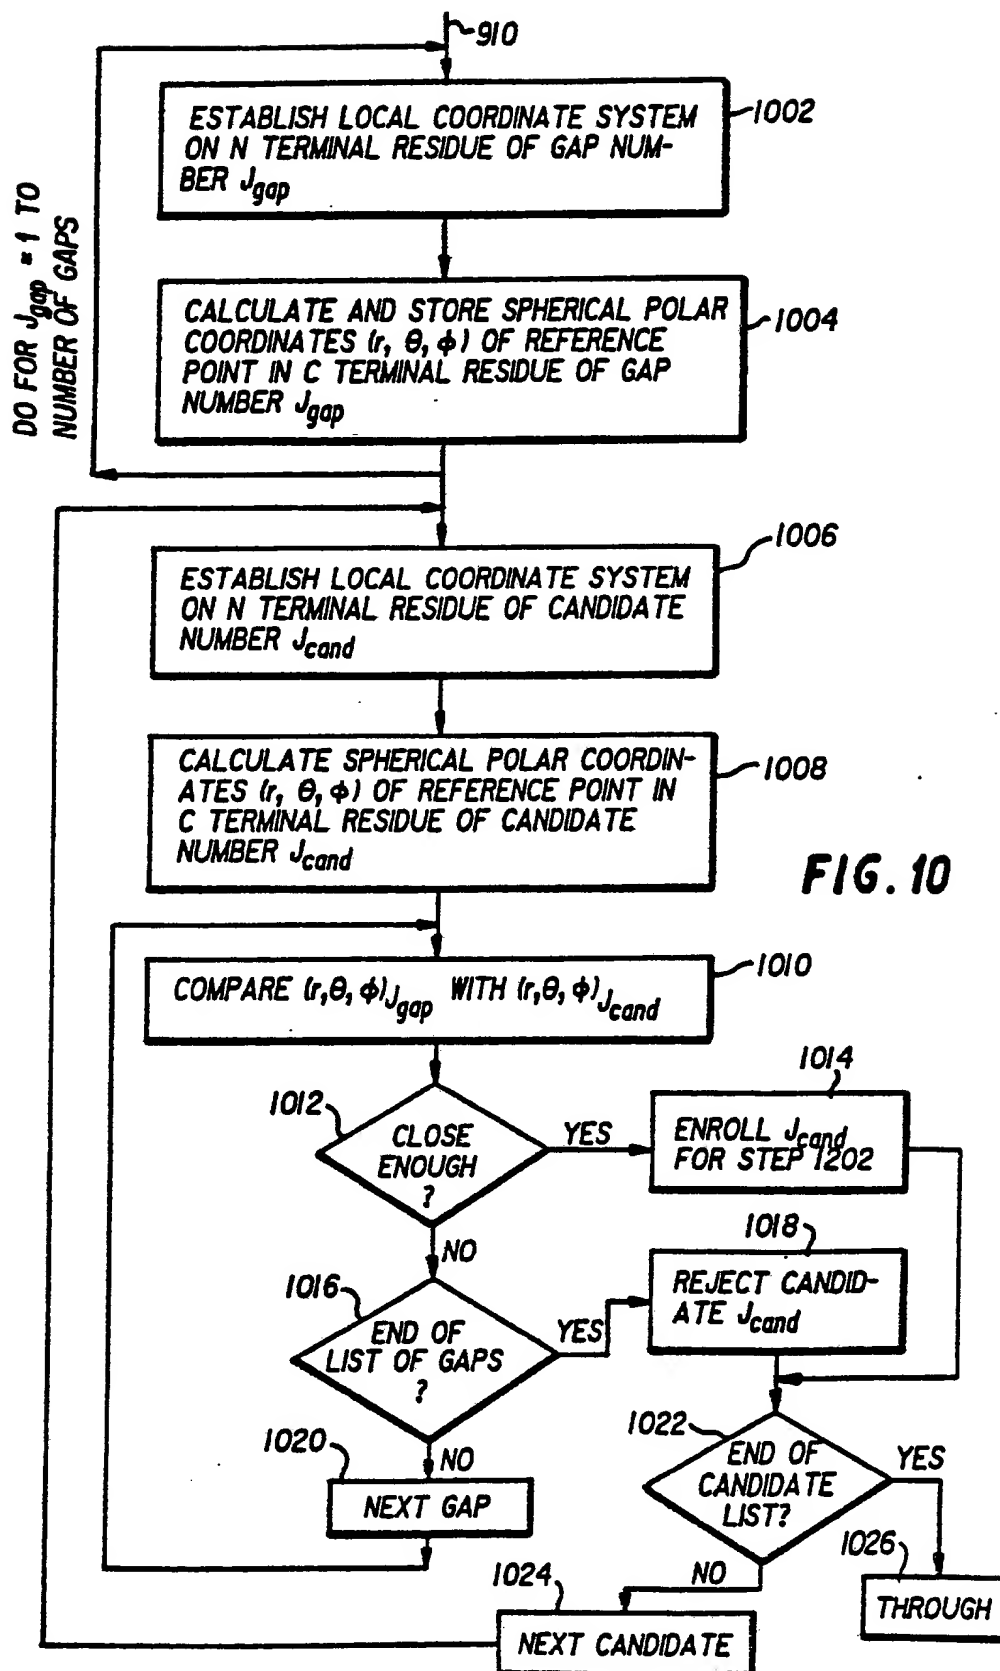 910
ESTABLISH LOCAL COORDINATE SYSTEM
ON N TERMINAL RESIDUE OF GAP NUM-
BER Jgap
1002
DO FOR Jgap = 1 TO
NUMBER OF GAPS
CALCULATE AND STORE SPHERICAL POLAR
COORDINATES (r, θ, ϕ) OF REFERENCE
POINT IN C TERMINAL RESIDUE OF GAP
NUMBER Jgap
1004
ESTABLISH LOCAL COORDINATE SYSTEM
ON N TERMINAL RESIDUE OF CANDIDATE
NUMBER Jcand
1006
CALCULATE SPHERICAL POLAR COORDIN-
ATES (r, θ, ϕ) OF REFERENCE POINT IN
C TERMINAL RESIDUE OF CANDIDATE
NUMBER Jcand
1008
FIG. 10
COMPARE (r,θ, ϕ)Jgap WITH (r,θ, ϕ)Jcand
1010
1012
CLOSE
ENOUGH
?
YES
1014
ENROLL Jcand
FOR STEP 1202
NO
1016
END OF
LIST OF GAPS
?
YES
1018
REJECT CANDID-
ATE Jcand
NO
1020
NEXT GAP
1022
END OF
CANDIDATE
LIST?
YES
NO
1024
NEXT CANDIDATE
1026
THROUGH